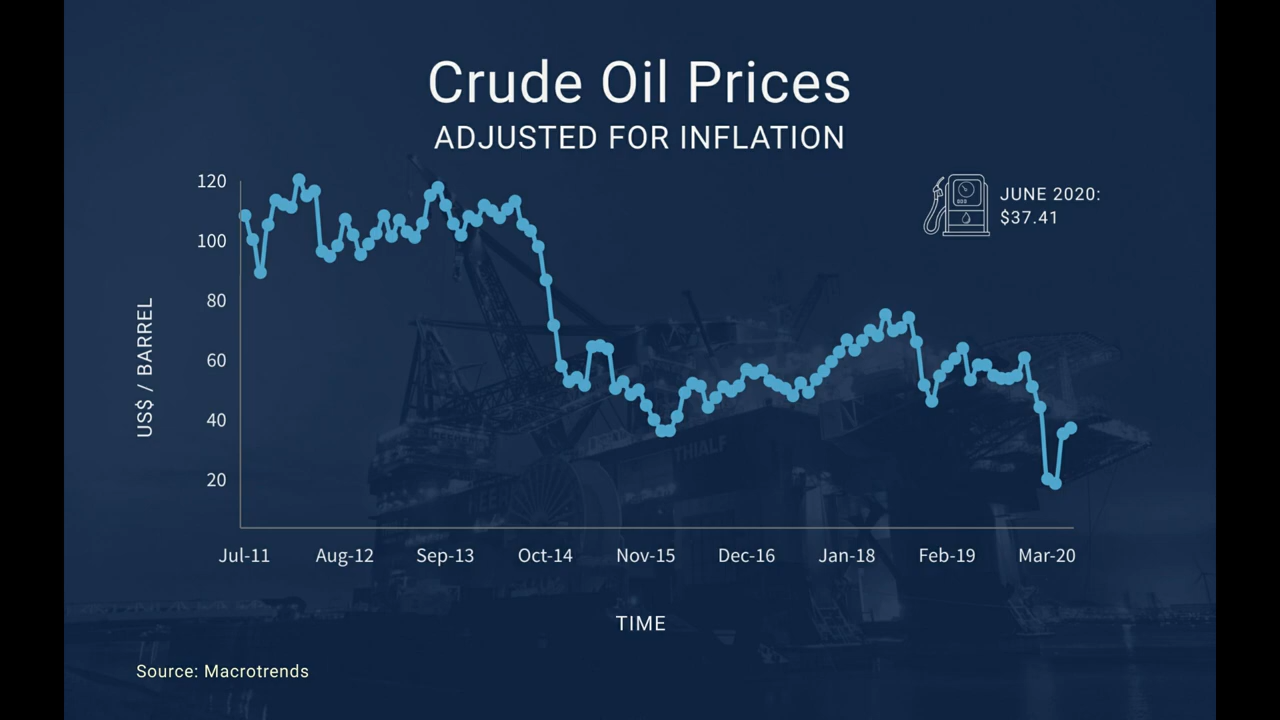 Crude Oil Prices
ADJUSTED FOR INFLATION
JUNE 2020:
$37.41
120
100
80
60
40
20
US$ / BARREL
THIALF
Jul-11 Aug-12 Sep-13 Oct-14 Nov-15 Dec-16 Jan-18 Feb-19 Mar-20
TIME
Source: Macrotrends